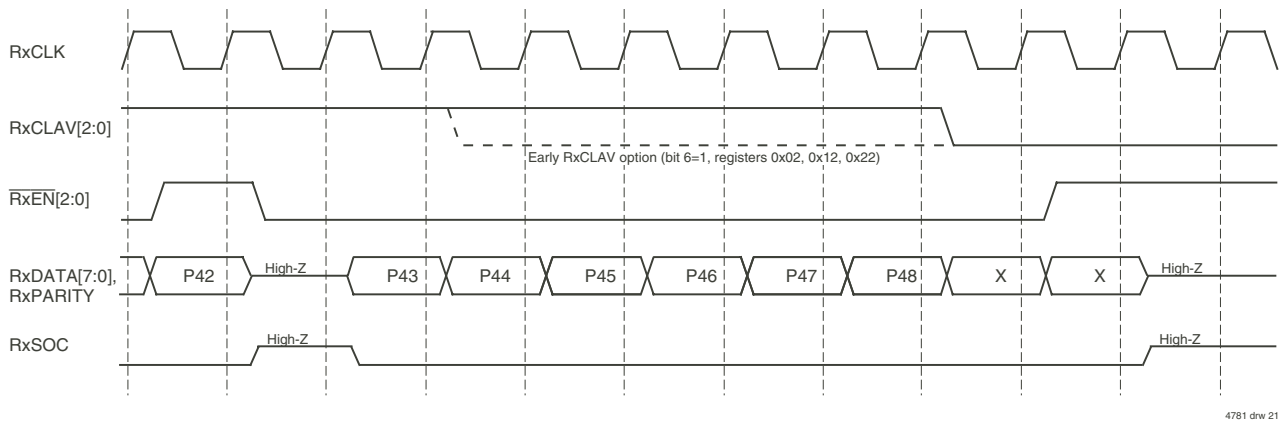 RxCLK
RxCLAV[2:0]
Early RxCLAV option (bit 6=1, registers 0x02, 0x12, 0x22)
RxEN[2:0]
RxDATA[7:0],
RxPARITY
P42 High-Z P43 P44 P45 P46 P47 P48 X X High-Z
RxSOC
High-Z High-Z
4781 drw 21